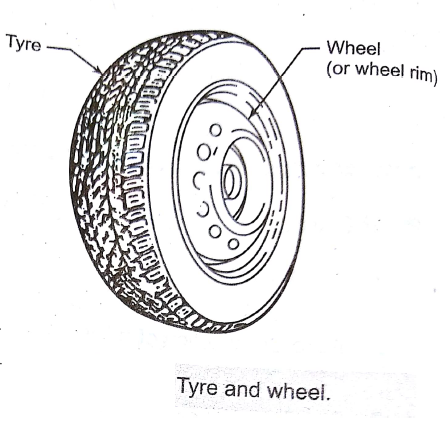 Tyre
Wheel
(or wheel rim)
Tyre and wheel.